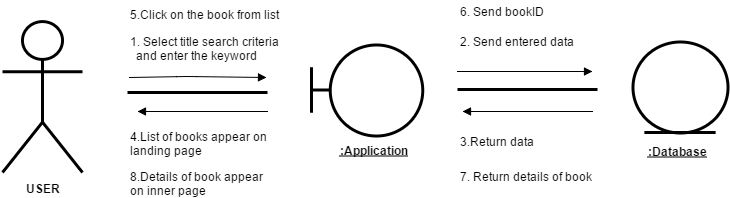 5.Click on the book from list
1. Select title search criteria
and enter the keyword
4.List of books appear on
landing page
8.Details of book appear
on inner page
USER
:Application
6. Send bookID
2. Send entered data
3.Return data
7. Return details of book
:Database